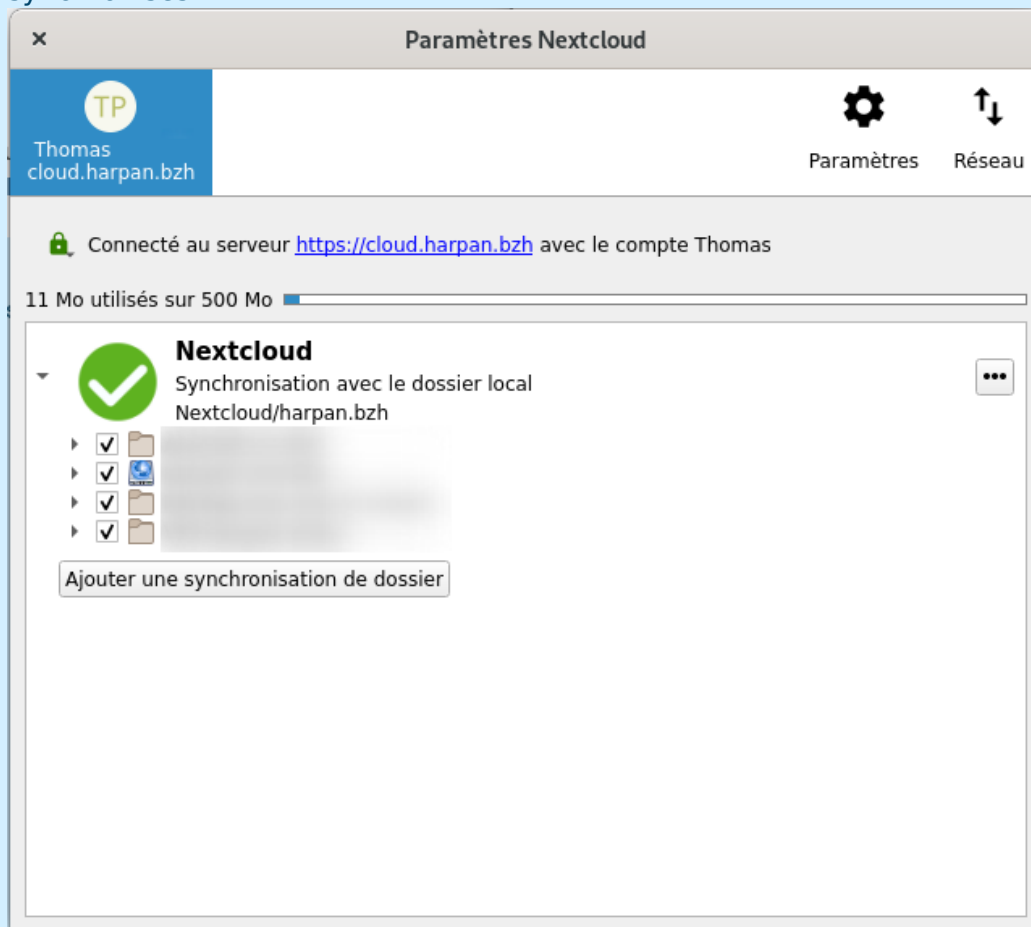 Paramètres Nextcloud
TP
Thomas
cloud.harpan.bzh
Paramètres
Réseau
Connecté au serveur https://cloud.harpan.bzh avec le compte Thomas
11 Mo utilisés sur 500 Mo
Nextcloud
Synchronisation avec le dossier local
Nextcloud/harpan.bzh
Ajouter une synchronisation de dossier